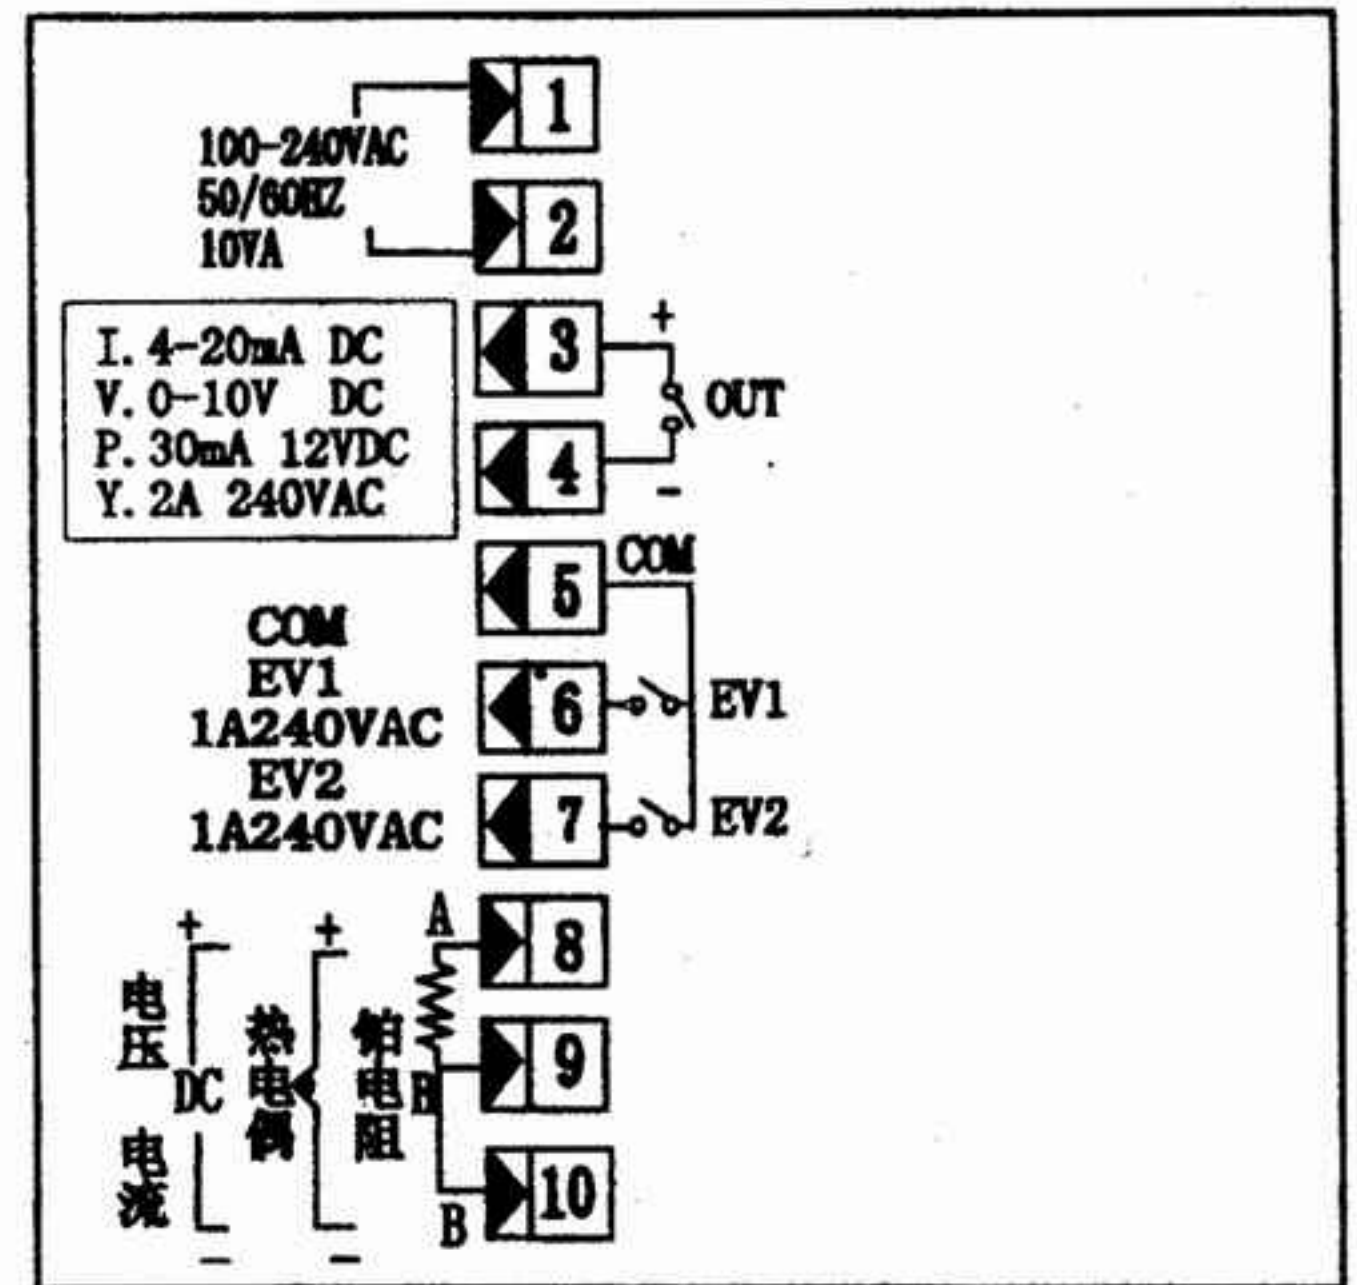 1
100-240VAC
50/60HZ
10VA
2
I. 4-20mA DC
V. 0-10V DC
P. 30mA 12VDC
Y. 2A 240VAC
3
+
OUT
4
-
5
COM
COM
EV1
1A240VAC
EV2
1A240VAC
6
EV1
7
EV2
+
+
A
8
电压
DC
电流
热电偶
铂电阻
B
9
B
10
-
-